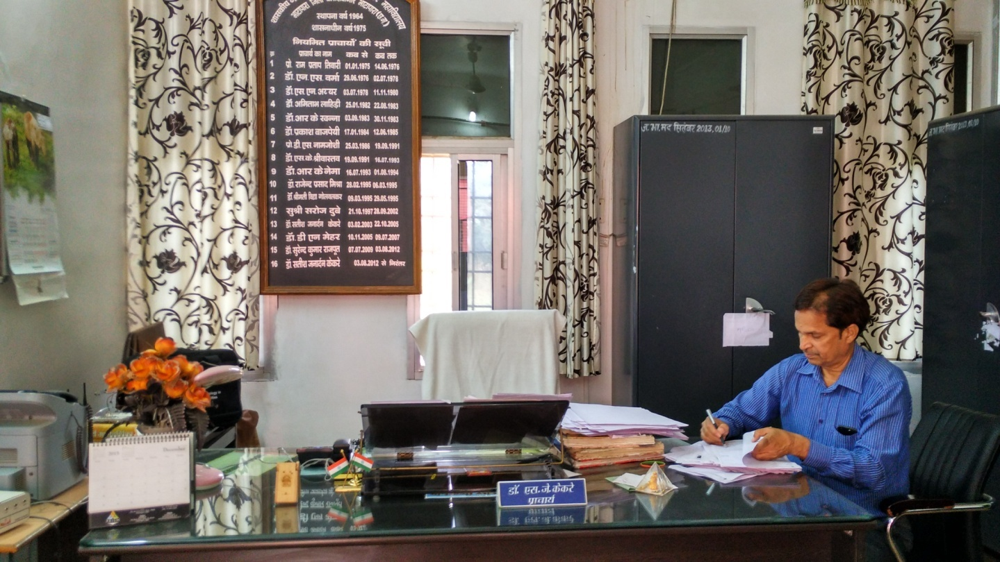 स्थापना वर्ष 1964
शासनाधीन वर्ष 1975
नियमित प्राचार्यों की सूची
क्र प्राचार्य का नाम कब से कब तक
1 प्रो. राम प्रताप तिवारी 01.01.1975 14.06.1976
2 डॉ. एन. एस. वर्मा 29.06.1976 02.07.1978
3 डॉ. एस. एन. अय्यर 03.07.1978 11.11.1980
4 डॉ. अमिताभ लाहिड़ी 25.01.1982 22.08.1983
5 डॉ. आर के खन्ना 03.09.1983 30.11.1983
6 डॉ. प्रकाश बाजपेयी 17.01.1984 12.06.1985
7 प्रो. डी. एस. नामजोशी 25.03.1986 19.09.1991
8 डॉ. एस. के. श्रीवास्तव 19.09.1991 16.07.1993
9 डॉ. आर के नेमा 16.07.1993 01.08.1994
10 डॉ. राजेन्द्र प्रसाद मिश्रा 28.02.1995 06.03.1995
11 डॉ. श्रीमती विद्या गोलवलकर 09.03.1995 29.05.1995
12 सुश्री सरोज दुबे 21.10.1997 28.09.2002
13 डॉ. सतीश जनार्दन केकरे 03.02.2003 22.10.2005
14 डॉ. डी एन मेहर 10.11.2005 09.07.2007
15 डॉ. सुरेन्द्र कुमार राजपूत 07.07.2009 03.08.2012
16 डॉ. सतीश जनार्दन केकरे 03.08.2012 से निरंतर
ज. भा. मद सितंबर 2013, 01/10
डॉ. एस. जे. केकरे
प्राचार्य
December